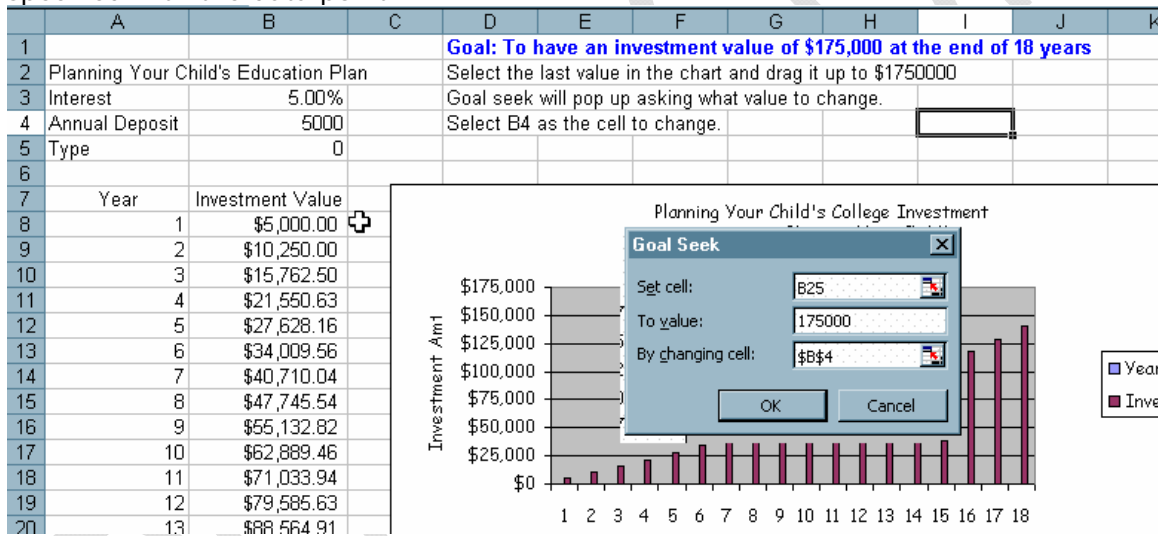 A B C D E F G H I J K
1 Goal: To have an investment value of $175,000 at the end of 18 years
2 Planning Your Child's Education Plan Select the last value in the chart and drag it up to $1750000
3 Interest 5.00% Goal seek will pop up asking what value to change.
4 Annual Deposit 5000 Select B4 as the cell to change.
5 Type 0
6
7 Year Investment Value
8 1 $5,000.00
9 2 $10,250.00
10 3 $15,762.50
11 4 $21,550.63
12 5 $27,628.16
13 6 $34,009.56
14 7 $40,710.04
15 8 $47,745.54
16 9 $55,132.82
17 10 $62,889.46
18 11 $71,033.94
19 12 $79,585.63
20 13 $88,564.91
Planning Your Child's College Investment
Investment Amt
$175,000
$150,000
$125,000
$100,000
$75,000
$50,000
$25,000
$0
1 2 3 4 5 6 7 8 9 10 11 12 13 14 15 16 17 18
Year
Inve
Goal Seek
Set cell: B25
To value: 175000
By changing cell: $B$4
OK Cancel